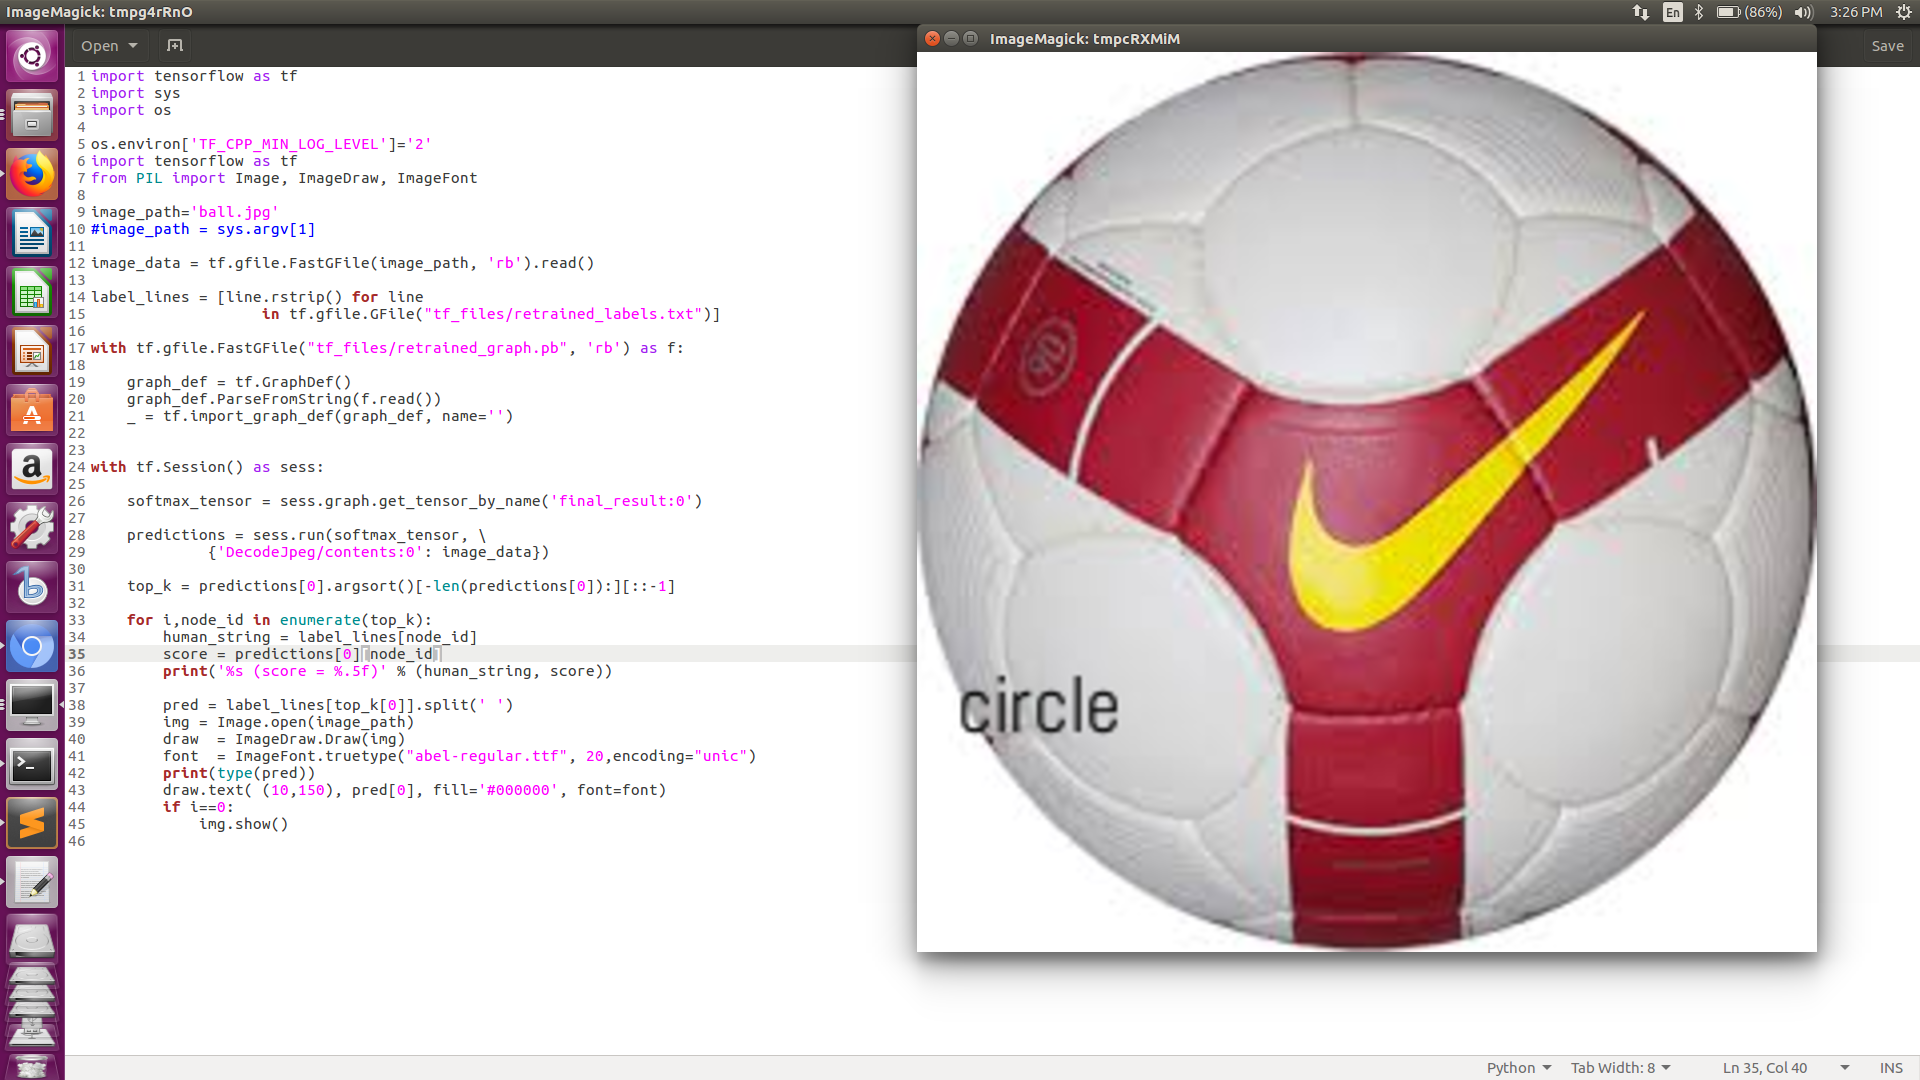 ImageMagick: tmpg4rRnO
En
(86%)
3:26 PM
Open
Save
1 import tensorflow as tf
2 import sys
3 import os
4
5 os.environ['TF_CPP_MIN_LOG_LEVEL']='2'
6 import tensorflow as tf
7 from PIL import Image, ImageDraw, ImageFont
8
9 image_path='ball.jpg'
10 #image_path = sys.argv[1]
11
12 image_data = tf.gfile.FastGFile(image_path, 'rb').read()
13
14 label_lines = [line.rstrip() for line
15                    in tf.gfile.GFile("tf_files/retrained_labels.txt")]
16
17 with tf.gfile.FastGFile("tf_files/retrained_graph.pb", 'rb') as f:
18
19     graph_def = tf.GraphDef()
20     graph_def.ParseFromString(f.read())
21     _ = tf.import_graph_def(graph_def, name='')
22
23
24 with tf.Session() as sess:
25
26     softmax_tensor = sess.graph.get_tensor_by_name('final_result:0')
27
28     predictions = sess.run(softmax_tensor, \
29              {'DecodeJpeg/contents:0': image_data})
30
31     top_k = predictions[0].argsort()[-len(predictions[0]):][::-1]
32
33     for i,node_id in enumerate(top_k):
34         human_string = label_lines[node_id]
35         score = predictions[0][node_id]
36         print('%s (score = %.5f)' % (human_string, score))
37
38         pred = label_lines[top_k[0]].split(' ')
39         img = Image.open(image_path)
40         draw  = ImageDraw.Draw(img)
41         font  = ImageFont.truetype("abel-regular.ttf", 20,encoding="unic")
42         print(type(pred))
43         draw.text( (10,150), pred[0], fill='#000000', font=font)
44         if i==0:
45             img.show()
46
ImageMagick: tmpcRXMiM
90
circle
Python
Tab Width: 8
Ln 35, Col 40
INS